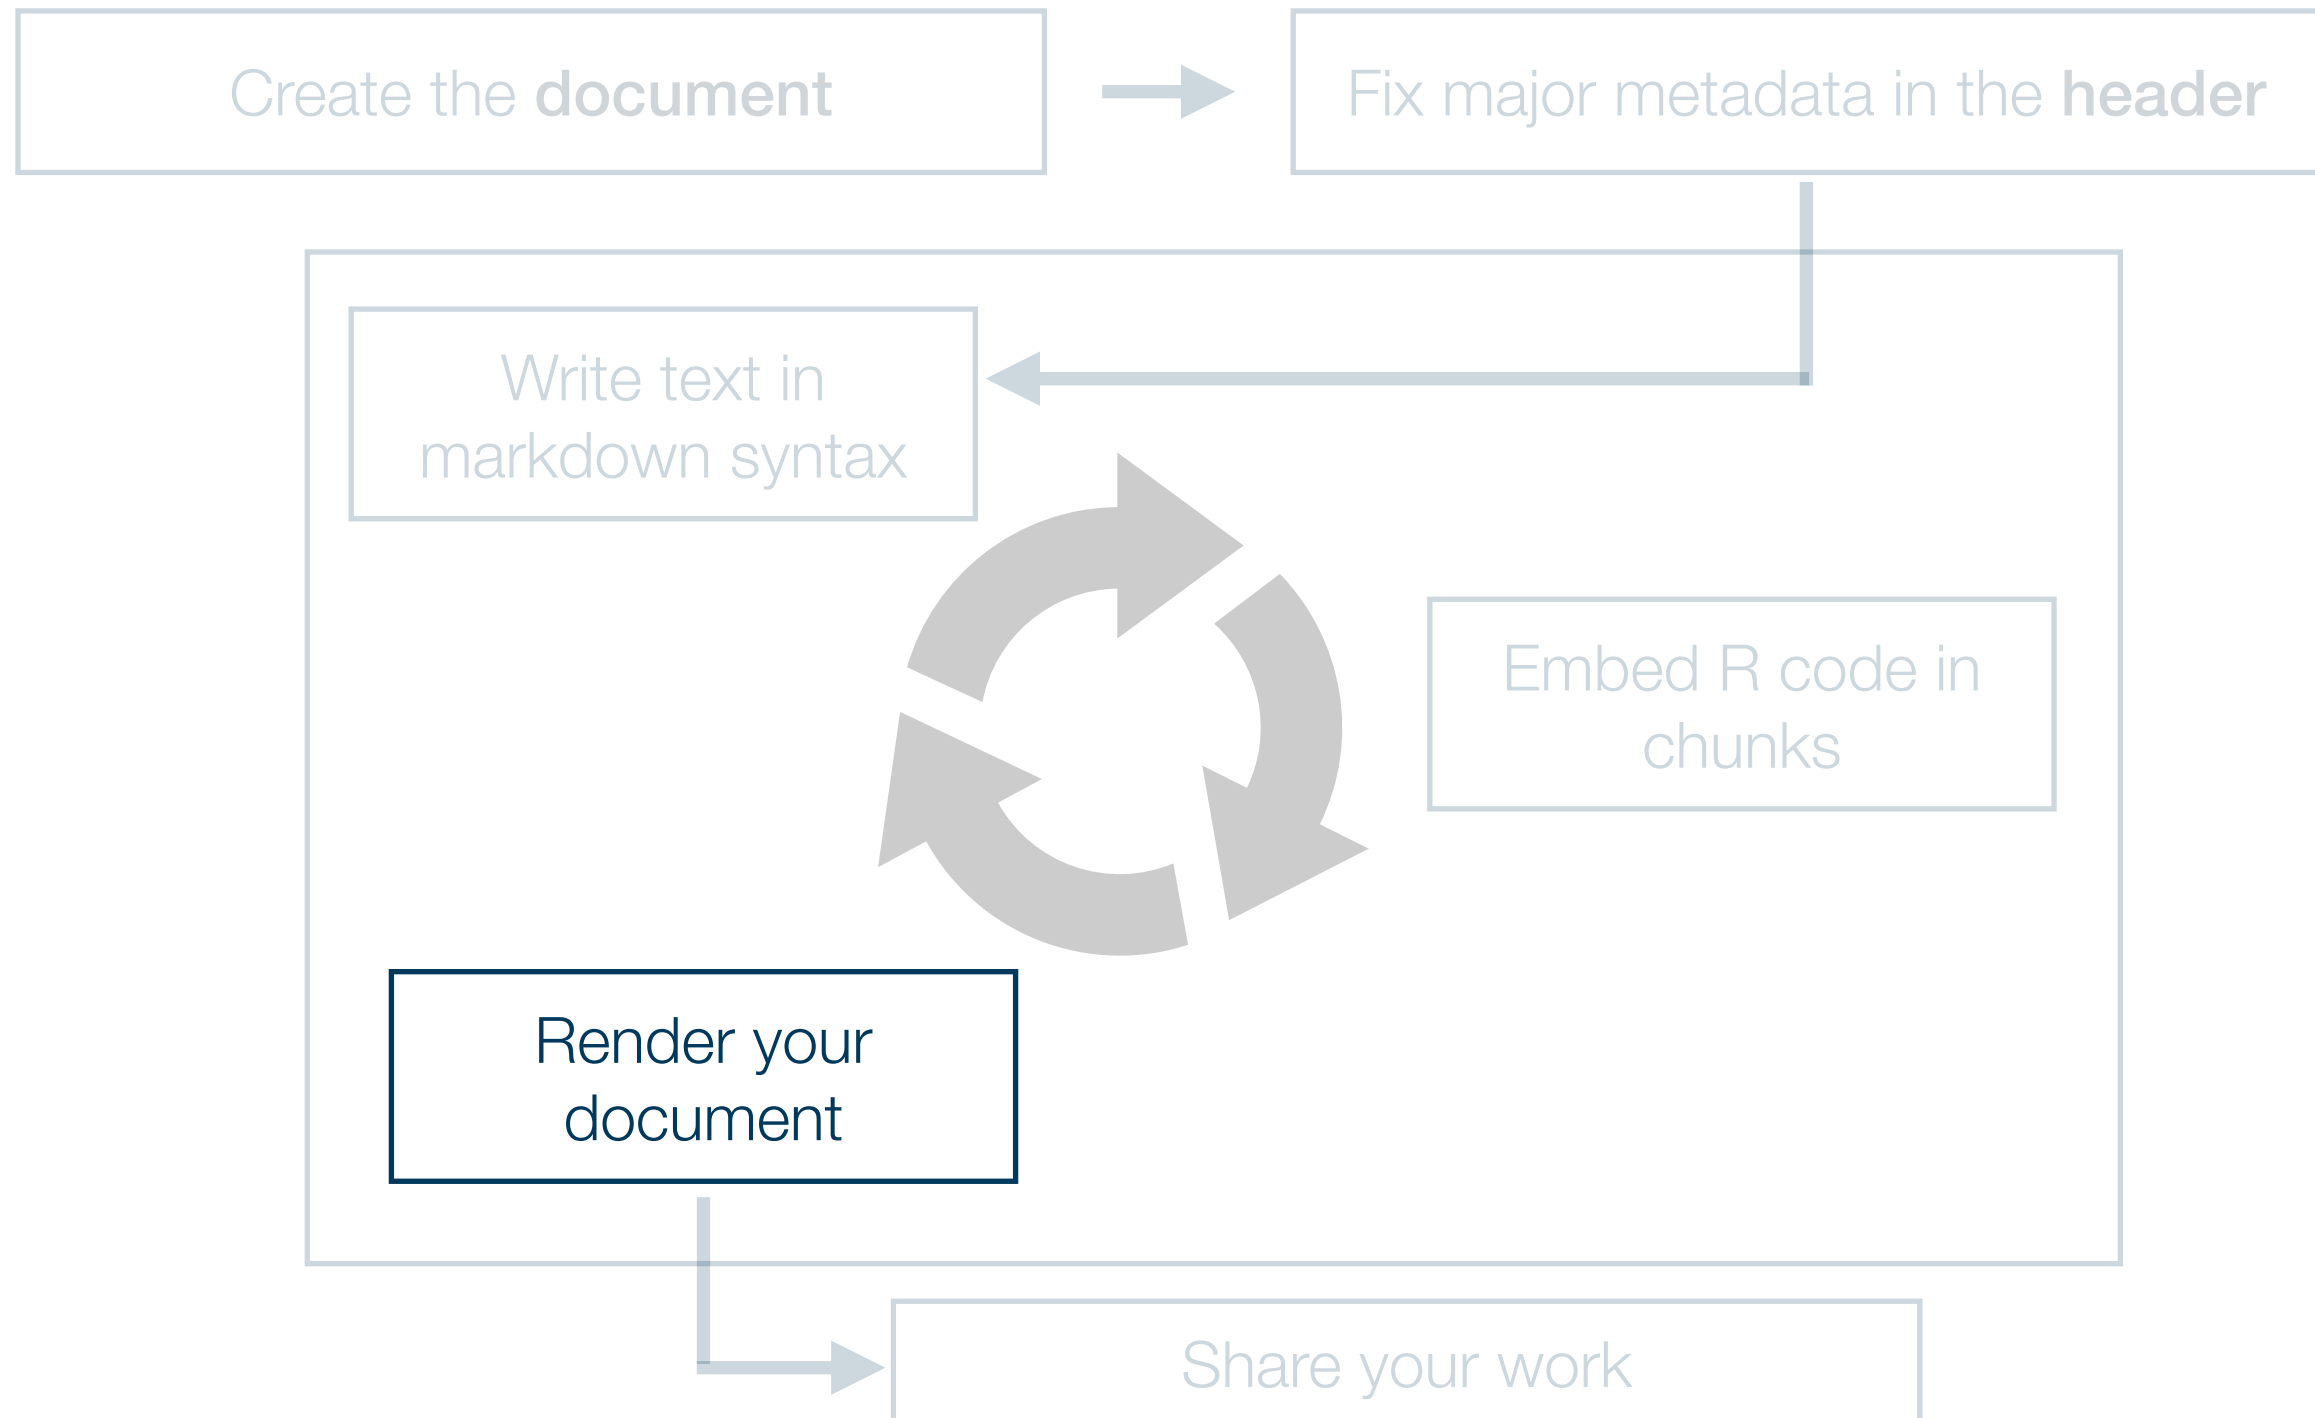 Create the document
Fix major metadata in the header
Write text in
markdown syntax
Embed R code in
chunks
Render your
document
Share your work